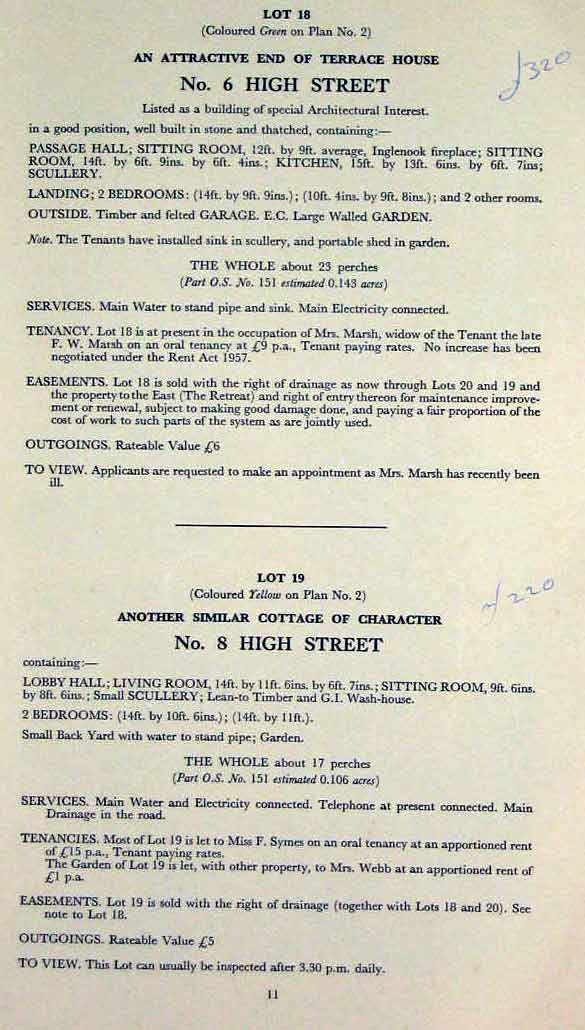 LOT 18
(Coloured Green on Plan No. 2)
£320
AN ATTRACTIVE END OF TERRACE HOUSE
No. 6 HIGH STREET
Listed as a building of special Architectural Interest.
in a good position, well built in stone and thatched, containing:—
PASSAGE HALL; SITTING ROOM, 12ft. by 9ft. average, Inglenook fireplace; SITTING
ROOM, 14ft. by 6ft. 9ins. by 6ft. 4ins.; KITCHEN, 15ft. by 13ft. 6ins. by 6ft. 7ins;
SCULLERY.
LANDING; 2 BEDROOMS: (14ft. by 9ft. 9ins.); (10ft. 4ins. by 9ft. 8ins.); and 2 other rooms.
OUTSIDE. Timber and felted GARAGE. E.C. Large Walled GARDEN.
Note. The Tenants have installed sink in scullery, and portable shed in garden.
THE WHOLE about 23 perches
(Part O.S. No. 151 estimated 0.143 acres)
SERVICES. Main Water to stand pipe and sink. Main Electricity connected.
TENANCY. Lot 18 is at present in the occupation of Mrs. Marsh, widow of the Tenant the late
F. W. Marsh on an oral tenancy at £9 p.a., Tenant paying rates. No increase has been
negotiated under the Rent Act 1957.
EASEMENTS. Lot 18 is sold with the right of drainage as now through Lots 20 and 19 and
the property to the East (The Retreat) and right of entry thereon for maintenance improve-
ment or renewal, subject to making good damage done, and paying a fair proportion of the
cost of work to such parts of the system as are jointly used.
OUTGOINGS. Rateable Value £6
TO VIEW. Applicants are requested to make an appointment as Mrs. Marsh has recently been
ill.
LOT 19
(Coloured Yellow on Plan No. 2)
£220
ANOTHER SIMILAR COTTAGE OF CHARACTER
No. 8 HIGH STREET
containing:—
LOBBY HALL; LIVING ROOM, 14ft. by 11ft. 6ins. by 6ft. 7ins.; SITTING ROOM, 9ft. 6ins.
by 8ft. 6ins.; Small SCULLERY; Lean-to Timber and G.I. Wash-house.
2 BEDROOMS: (14ft. by 10ft. 6ins.); (14ft. by 11ft.).
Small Back Yard with water to stand pipe; Garden.
THE WHOLE about 17 perches
(Part O.S. No. 151 estimated 0.106 acres)
SERVICES. Main Water and Electricity connected. Telephone at present connected. Main
Drainage in the road.
TENANCIES. Most of Lot 19 is let to Miss F. Symes on an oral tenancy at an apportioned rent
of £15 p.a., Tenant paying rates.
The Garden of Lot 19 is let, with other property, to Mrs. Webb at an apportioned rent of
£1 p.a.
EASEMENTS. Lot 19 is sold with the right of drainage (together with Lots 18 and 20). See
note to Lot 18.
OUTGOINGS. Rateable Value £5
TO VIEW. This Lot can usually be inspected after 3.30 p.m. daily.
11